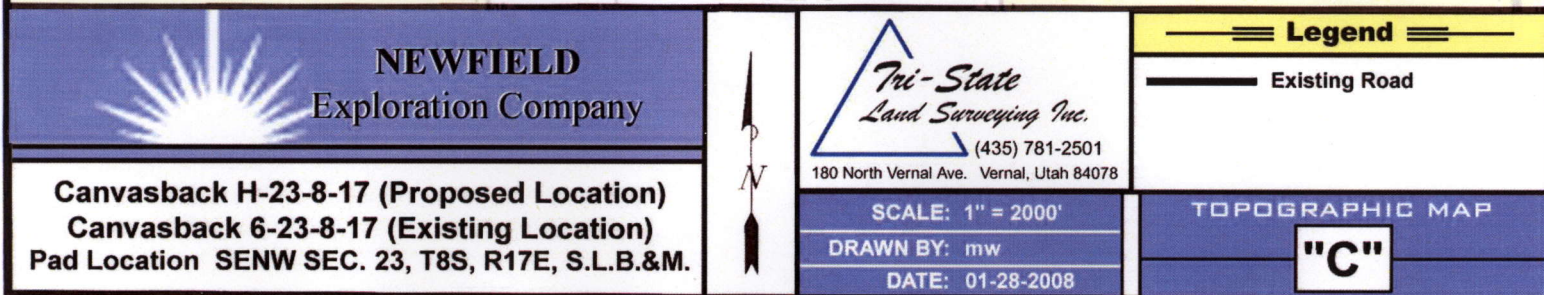 NEWFIELD
Exploration Company
Canvasback H-23-8-17 (Proposed Location)
Canvasback 6-23-8-17 (Existing Location)
Pad Location SENW SEC. 23, T8S, R17E, S.L.B.&M.
N
Tri-State
Land Surveying Inc.
(435) 781-2501
180 North Vernal Ave. Vernal, Utah 84078
SCALE: 1" = 2000'
DRAWN BY: mw
DATE: 01-28-2008
Legend
Existing Road
TOPOGRAPHIC MAP
"C"